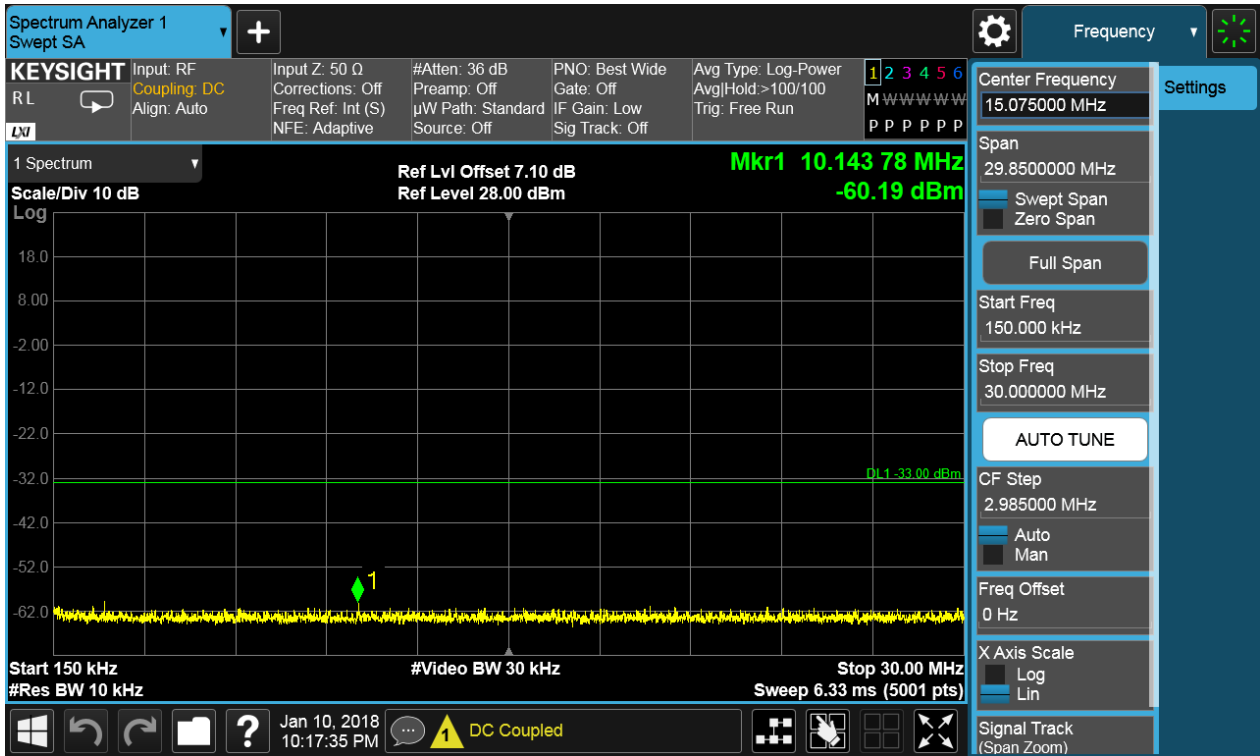 Spectrum Analyzer 1
Swept SA
+
Frequency
KEYSIGHT
RL
LXI
Input: RF
Coupling: DC
Align: Auto
Input Z: 50 Ω
Corrections: Off
Freq Ref: Int (S)
NFE: Adaptive
#Atten: 36 dB
Preamp: Off
µW Path: Standard
Source: Off
PNO: Best Wide
Gate: Off
IF Gain: Low
Sig Track: Off
Avg Type: Log-Power
Avg|Hold:>100/100
Trig: Free Run
1 2 3 4 5 6
M W W W W W
P P P P P P
1 Spectrum
Scale/Div 10 dB
Log
Ref Lvl Offset 7.10 dB
Ref Level 28.00 dBm
Mkr1 10.143 78 MHz
-60.19 dBm
18.0
8.00
-2.00
-12.0
-22.0
-32.0
DL1 -33.00 dBm
-42.0
-52.0
1
-62.0
Start 150 kHz
#Video BW 30 kHz
Stop 30.00 MHz
#Res BW 10 kHz
Sweep 6.33 ms (5001 pts)
?
Jan 10, 2018
10:17:35 PM
1
DC Coupled
Center Frequency
15.075000 MHz
Settings
Span
29.8500000 MHz
Swept Span
Zero Span
Full Span
Start Freq
150.000 kHz
Stop Freq
30.000000 MHz
AUTO TUNE
CF Step
2.985000 MHz
Auto
Man
Freq Offset
0 Hz
X Axis Scale
Log
Lin
Signal Track
(Span Zoom)